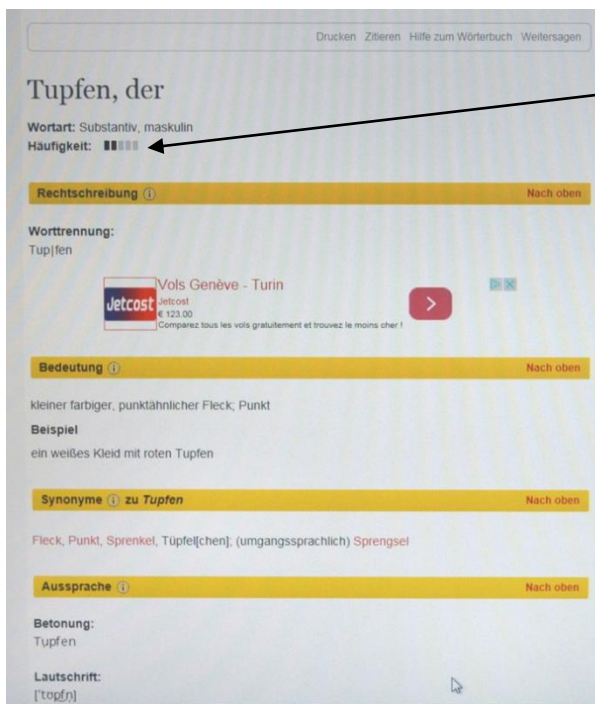 Drucken Zitieren Hilfe zum Wörterbuch Weitersagen
Tupfen, der
Wortart: Substantiv, maskulin
Häufigkeit:
Rechtschreibung i Nach oben
Worttrennung:
Tup|fen
Vols Genève - Turin
Jetcost
Jetcost
€ 123.00
Comparez tous les vols gratuitement et trouvez le moins cher !
Bedeutung i Nach oben
kleiner farbiger, punktähnlicher Fleck; Punkt
Beispiel
ein weißes Kleid mit roten Tupfen
Synonyme i zu Tupfen Nach oben
Fleck, Punkt, Sprenkel, Tüpfel[chen]; (umgangssprachlich) Sprengsel
Aussprache i Nach oben
Betonung:
Tupfen
Lautschrift:
[ˈtʊpfn̩]